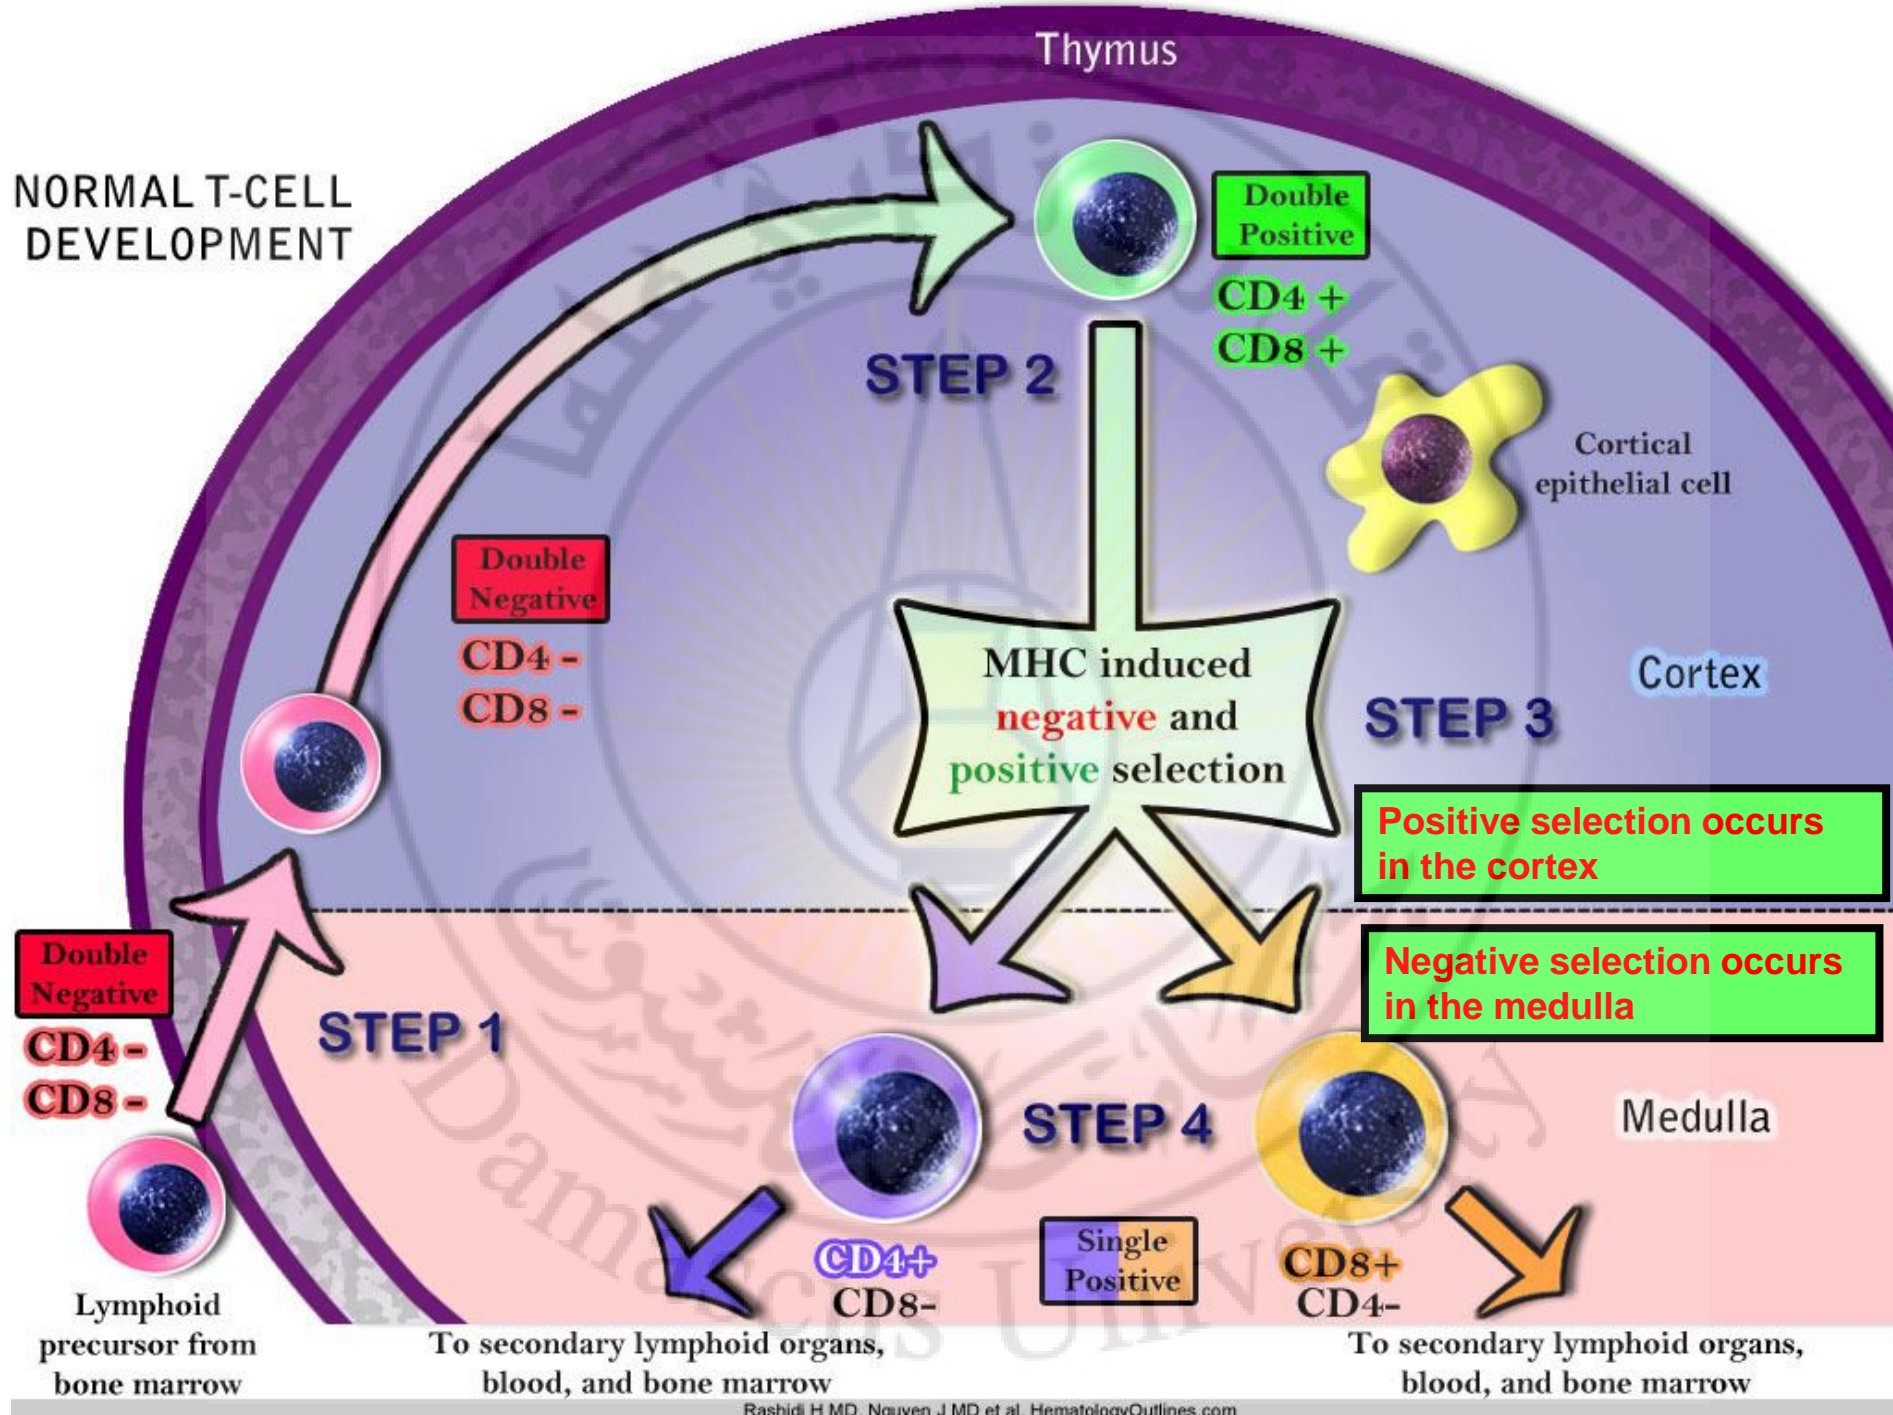 Thymus
NORMAL T-CELL
DEVELOPMENT
Double
Positive
CD4 +
CD8 +
STEP 2
Cortical
epithelial cell
Double
Negative
CD4 -
CD8 -
MHC induced
negative and
positive selection
Cortex
STEP 3
Positive selection occurs
in the cortex
Negative selection occurs
in the medulla
Double
Negative
CD4 -
CD8 -
STEP 1
STEP 4
Medulla
Lymphoid
precursor from
bone marrow
CD4+
CD8-
Single
Positive
CD8+
CD4-
To secondary lymphoid organs,
blood, and bone marrow
To secondary lymphoid organs,
blood, and bone marrow
Damascus University
Rashidi H MD, Nguyen J MD et al. HematologyOutlines.com